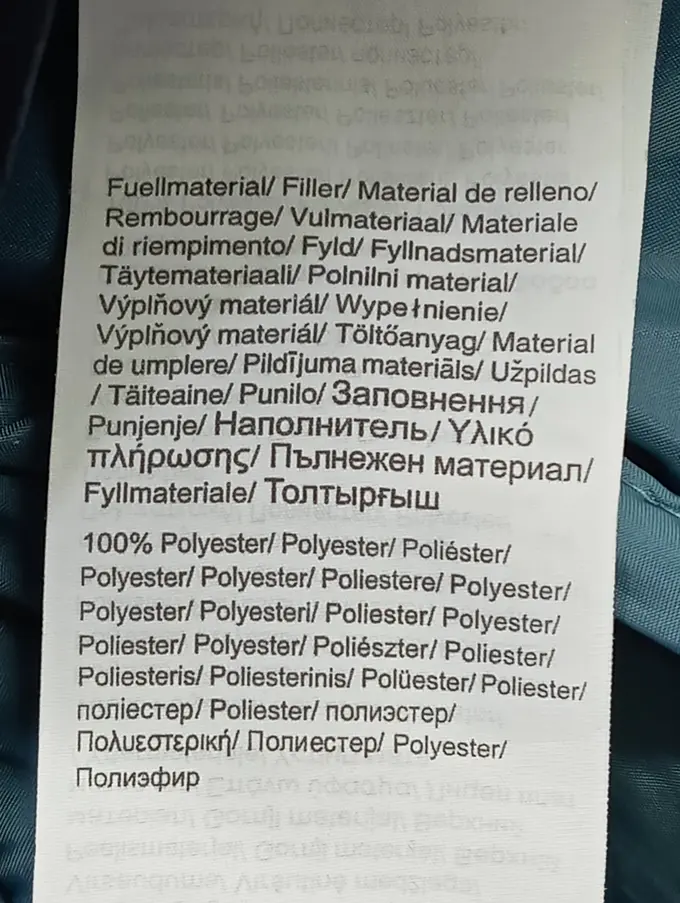 Fuellmaterial/ Filler/ Material de relleno/
Rembourrage/ Vulmateriaal/ Materiale
di riempimento/ Fyld/ Fyllnadsmaterial/
Täytemateriaali/ Polnilni material/
Výplňový materiál/ Wypełnienie/
Výplňový materiál/ Töltőanyag/ Material
de umplere/ Pildījuma materiāls/ Užpildas
/ Täiteaine/ Punilo/ Заповнення/
Punjenje/ Наполнитель/ Υλικό
πλήρωσης/ Пълнежен материал/
Fyllmateriale/ Толтырғыш
100% Polyester/ Polyester/ Poliéster/
Polyester/ Polyester/ Poliestere/ Polyester/
Polyester/ Polyesteri/ Poliester/ Polyester/
Poliester/ Polyester/ Poliészter/ Poliester/
Poliesteris/ Poliesterinis/ Polüester/ Poliester/
поліестер/ Poliester/ полиэстер/
Πολυεστερική/ Полиестер/ Polyester/
Полиэфир